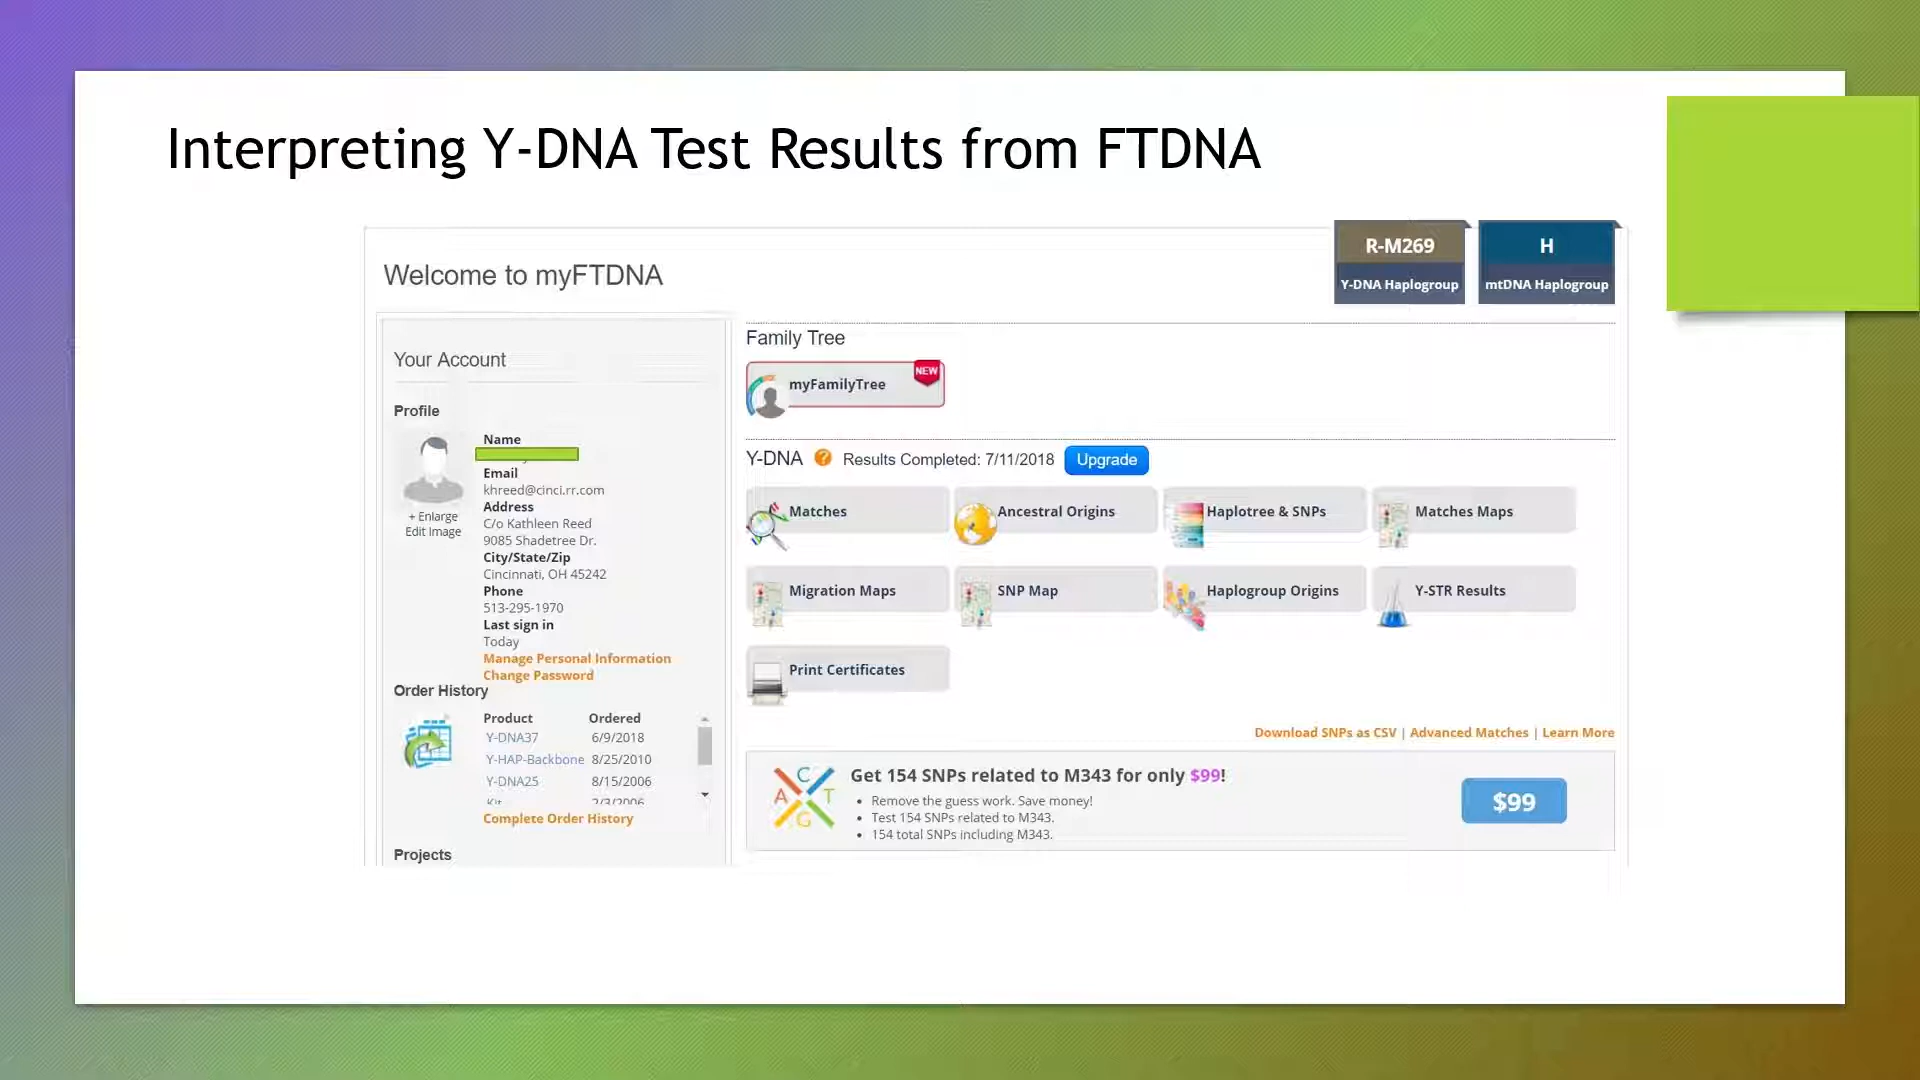 Interpreting Y-DNA Test Results from FTDNA
R-M269
Y-DNA Haplogroup
H
mtDNA Haplogroup
Welcome to myFTDNA
Your Account
Profile
Name
Email
khreed@cinci.rr.com
Address
C/o Kathleen Reed
9085 Shadetree Dr.
City/State/Zip
Cincinnati, OH 45242
Phone
513-295-1970
Last sign in
Today
Manage Personal Information
Change Password
+ Enlarge
Edit Image
Order History
Product Ordered
Y-DNA37 6/9/2018
Y-HAP-Backbone 8/25/2010
Y-DNA25 8/15/2006
Kit 2/3/2006
Complete Order History
Projects
Family Tree
myFamilyTree
NEW
Y-DNA ? Results Completed: 7/11/2018 Upgrade
Matches
Ancestral Origins
Haplotree & SNPs
Matches Maps
Migration Maps
SNP Map
Haplogroup Origins
Y-STR Results
Print Certificates
Download SNPs as CSV | Advanced Matches | Learn More
A C T G
Get 154 SNPs related to M343 for only $99!
• Remove the guess work. Save money!
• Test 154 SNPs related to M343.
• 154 total SNPs including M343.
$99